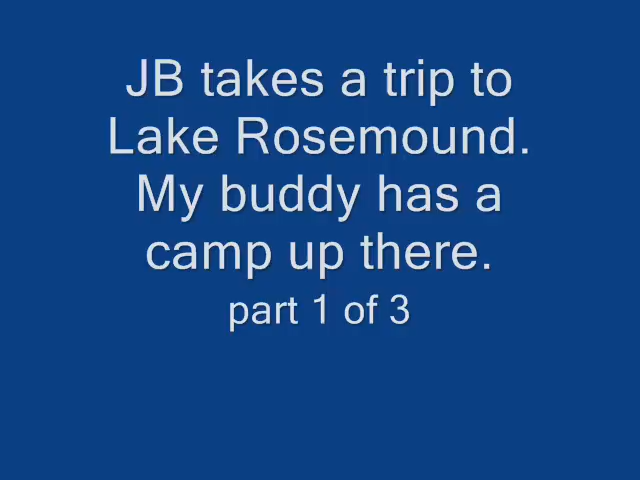 JB takes a trip to
Lake Rosemound.
My buddy has a
camp up there.
part 1 of 3